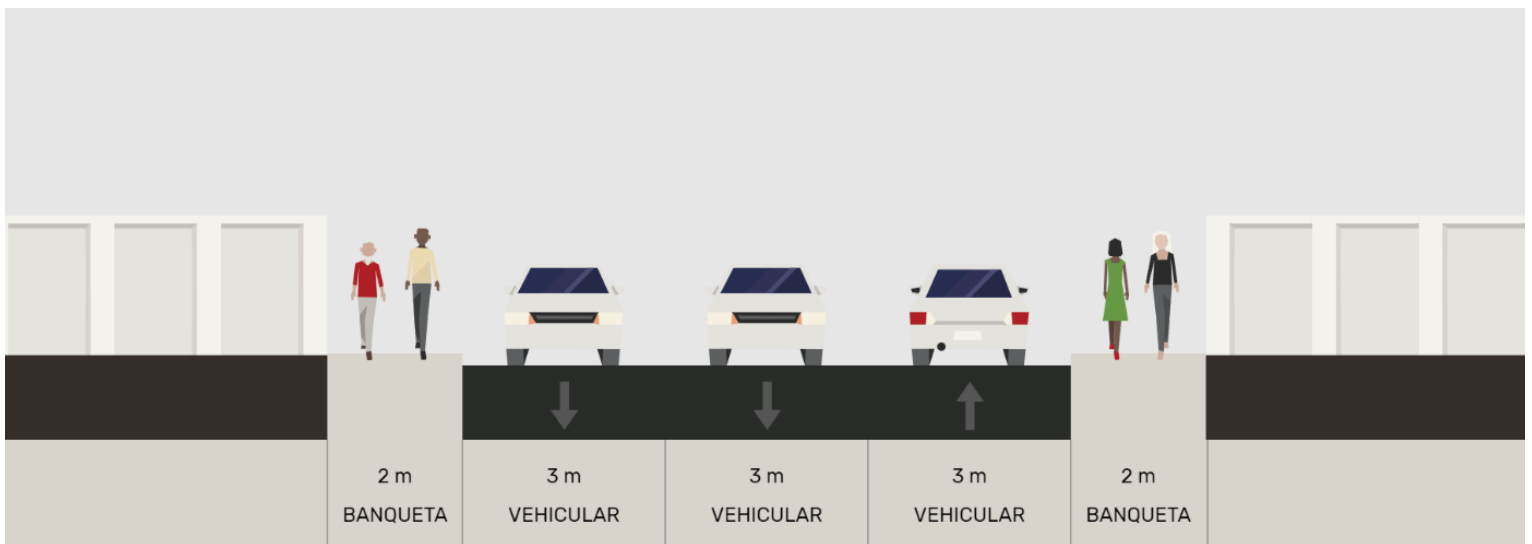 2 m
BANQUETA
3 m
VEHICULAR
3 m
VEHICULAR
3 m
VEHICULAR
2 m
BANQUETA